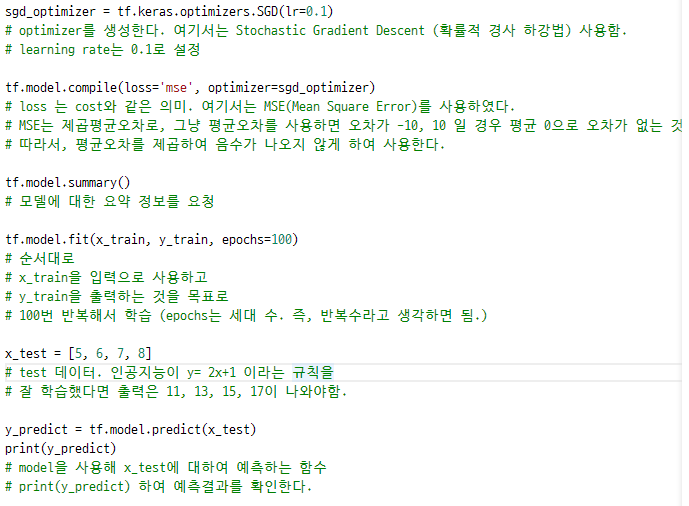 sgd_optimizer = tf.keras.optimizers.SGD(lr=0.1)
# optimizer를 생성한다. 여기서는 Stochastic Gradient Descent (확률적 경사 하강법) 사용함.
# learning rate는 0.1로 설정
tf.model.compile(loss='mse', optimizer=sgd_optimizer)
# loss 는 cost와 같은 의미. 여기서는 MSE(Mean Square Error)를 사용하였다.
# MSE는 제곱평균오차로, 그냥 평균오차를 사용하면 오차가 -10, 10 일 경우 평균 0으로 오차가 없는 것
# 따라서, 평균오차를 제곱하여 음수가 나오지 않게 하여 사용한다.
tf.model.summary()
# 모델에 대한 요약 정보를 요청
tf.model.fit(x_train, y_train, epochs=100)
# 순서대로
# x_train을 입력으로 사용하고
# y_train을 출력하는 것을 목표로
# 100번 반복해서 학습 (epochs는 세대 수. 즉, 반복수라고 생각하면 됨.)
x_test = [5, 6, 7, 8]
# test 데이터. 인공지능이 y= 2x+1 이라는 규칙을
# 잘 학습했다면 출력은 11, 13, 15, 17이 나와야함.
y_predict = tf.model.predict(x_test)
print(y_predict)
# model을 사용해 x_test에 대하여 예측하는 함수
# print(y_predict) 하여 예측결과를 확인한다.